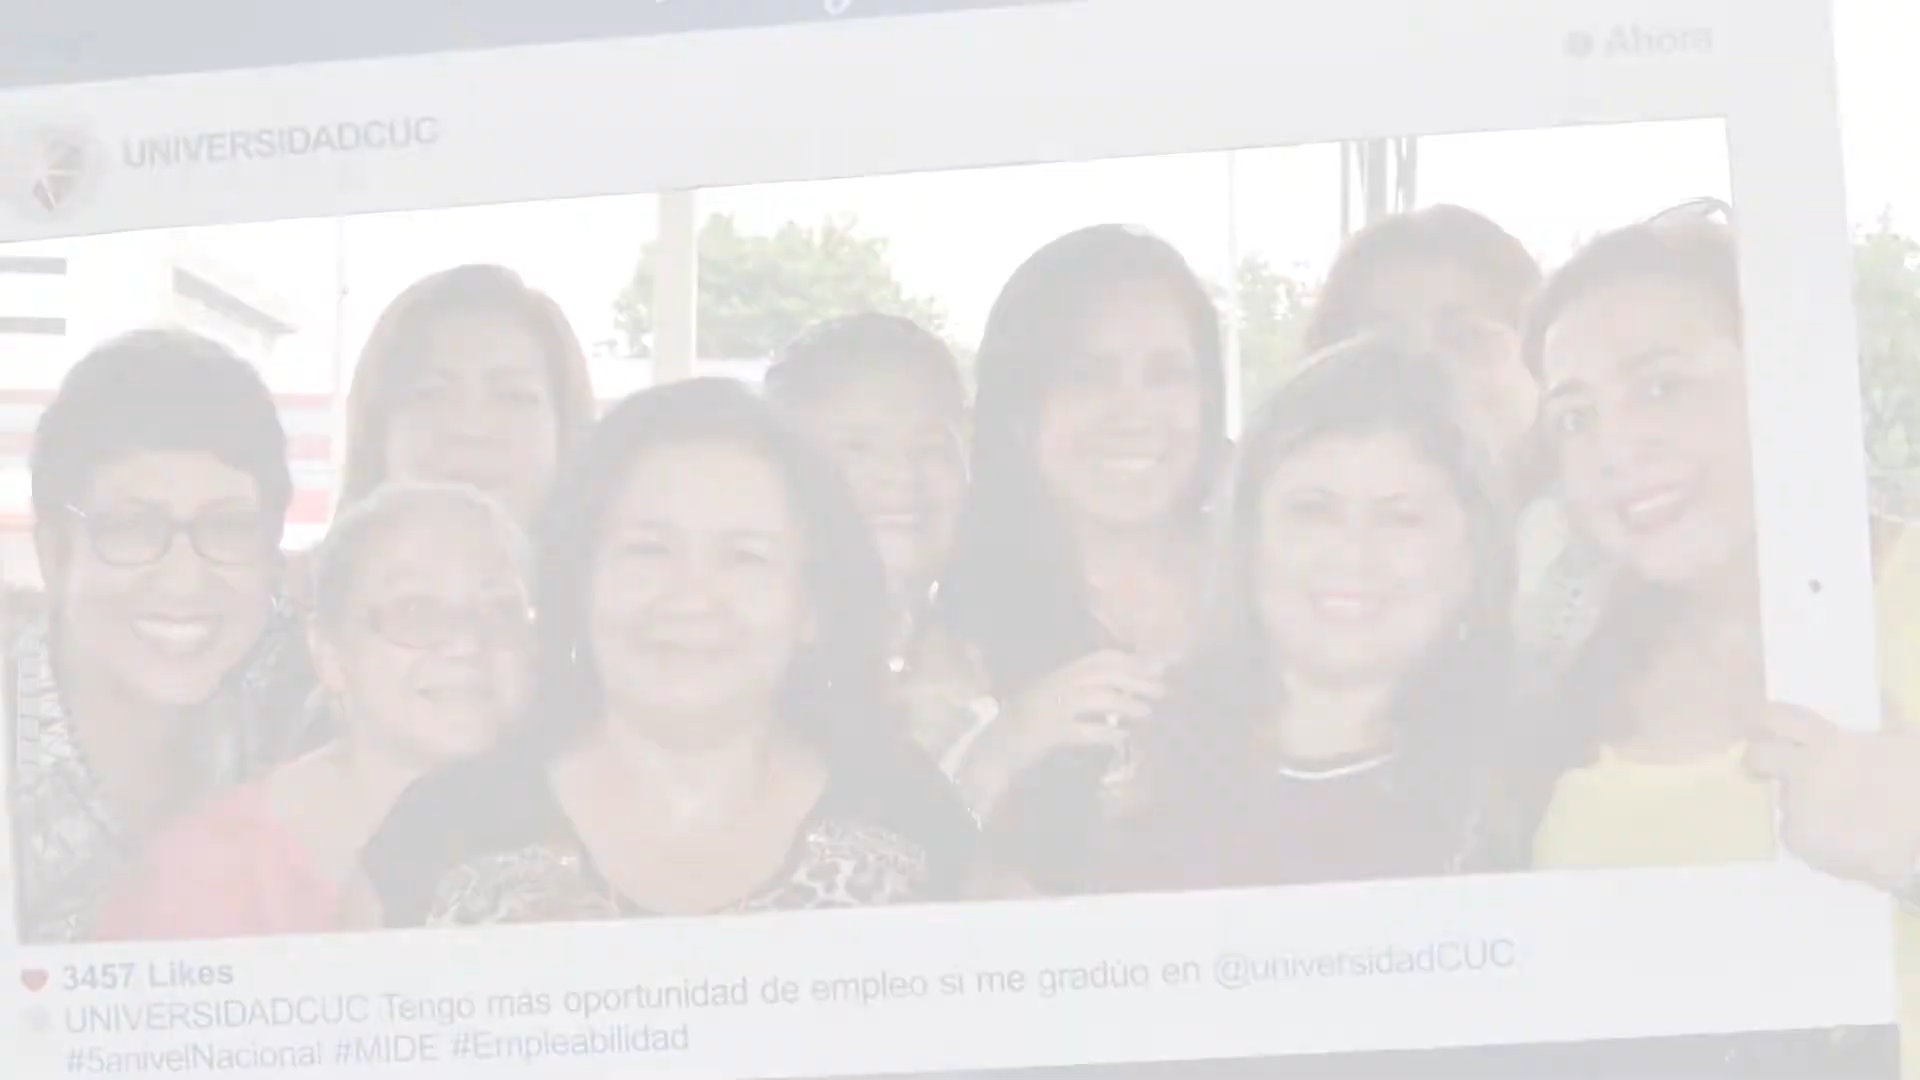 Ahora
UNIVERSIDADCUC
3457 Likes
UNIVERSIDADCUC Tengo más oportunidad de empleo si me gradúo en @universidadCUC
#5anivelNacional #MIDE #Empleabilidad